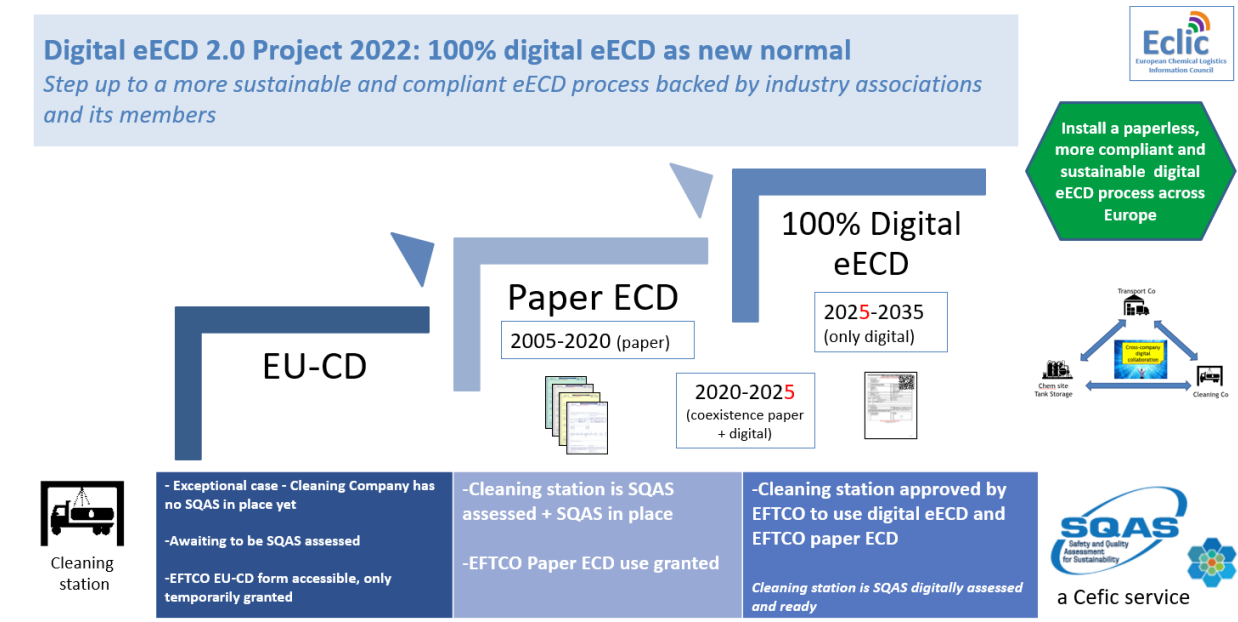 Digital eECD 2.0 Project 2022: 100% digital eECD as new normal
Step up to a more sustainable and compliant eECD process backed by industry associations
and its members
Eclic
European Chemical Logistics
Information Council
Install a paperless,
more compliant and
sustainable digital
eECD process across
Europe
100% Digital
eECD
2025-2035
(only digital)
Paper ECD
2005-2020 (paper)
2020-2025
(coexistence paper
+ digital)
EU-CD
Transport Co
Cross-company
digital
collaboration
Chem site
Tank Storage
Cleaning Co
Cleaning
station
- Exceptional case - Cleaning Company has
no SQAS in place yet
-Awaiting to be SQAS assessed
-EFTCO EU-CD form accessible, only
temporarily granted
-Cleaning station is SQAS
assessed + SQAS in place
-EFTCO Paper ECD use granted
-Cleaning station approved by
EFTCO to use digital eECD and
EFTCO paper ECD
Cleaning station is SQAS digitally assessed
and ready
SQAS
Safety and Quality
Assessment
for Sustainability
a Cefic service